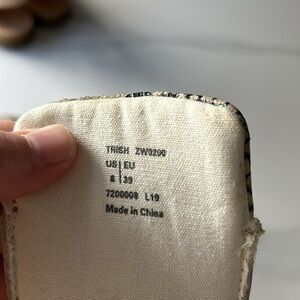 TRISH ZW0200
US|EU
8|39
7200008 L19
Made in China